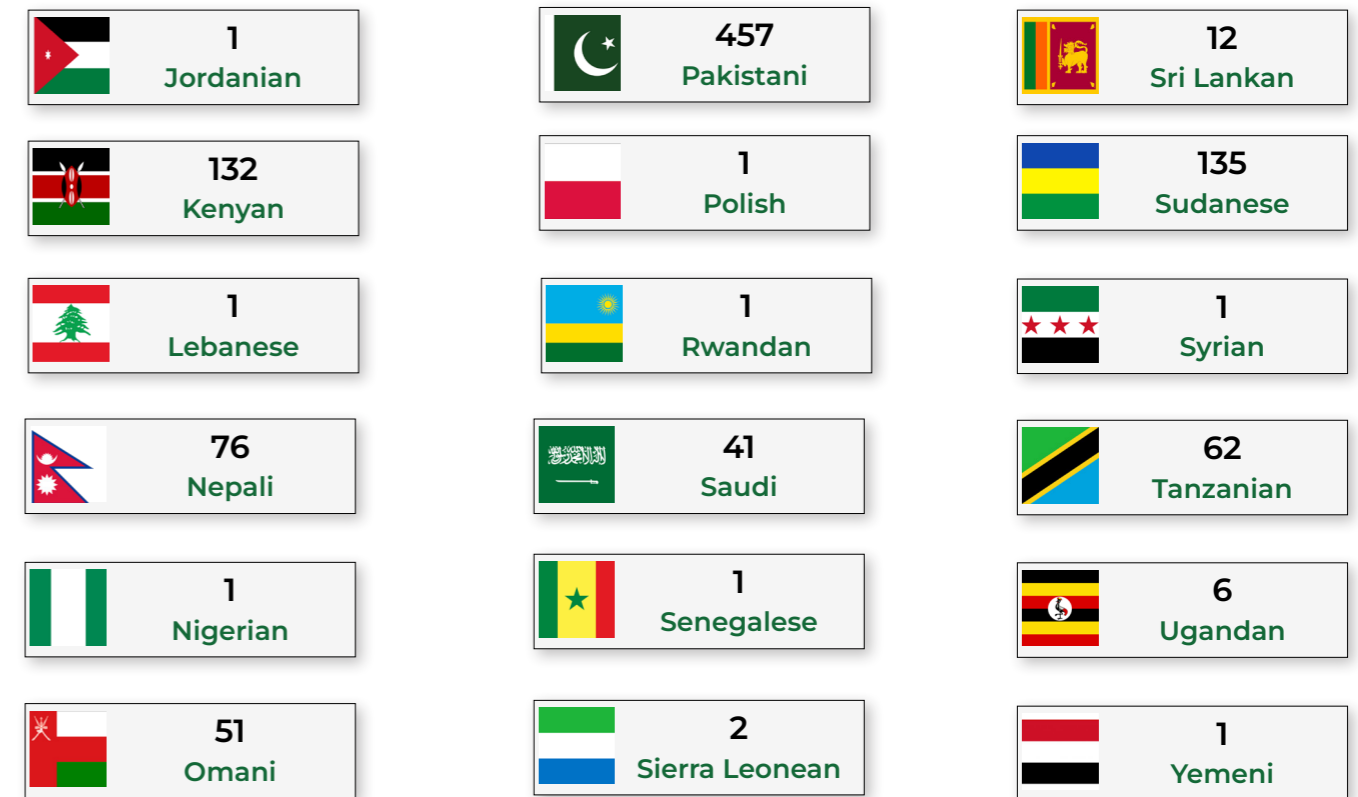 1
Jordanian
132
Kenyan
1
Lebanese
76
Nepali
1
Nigerian
51
Omani
457
Pakistani
1
Polish
1
Rwandan
41
Saudi
1
Senegalese
2
Sierra Leonean
12
Sri Lankan
135
Sudanese
1
Syrian
62
Tanzanian
6
Ugandan
1
Yemeni